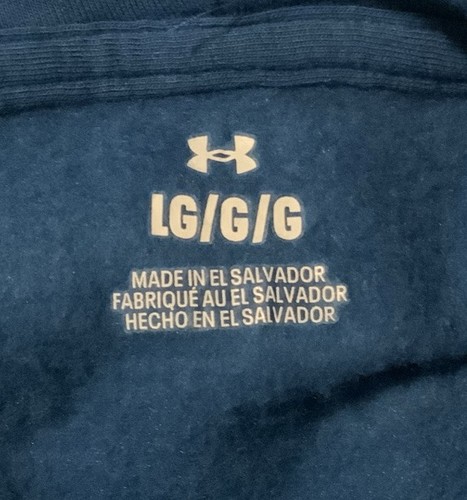 LG/G/G
MADE IN EL SALVADOR
FABRIQUÉ AU EL SALVADOR
HECHO EN EL SALVADOR